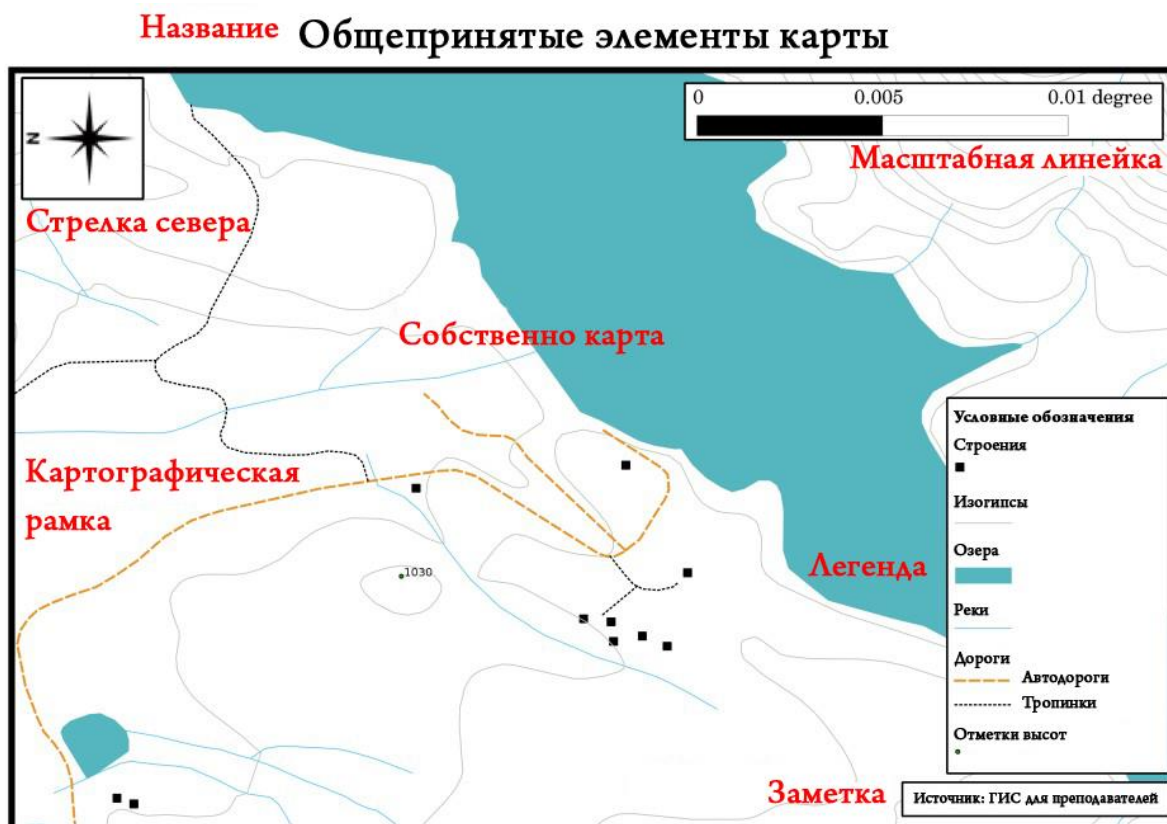 Название Общепринятые элементы карты
N
0 0.005 0.01 degree
Масштабная линейка
Стрелка севера
Собственно карта
Картографическая
рамка
1030
Легенда
Условные обозначения
Строения
Изогипсы
Озера
Реки
Дороги
Автодороги
Тропинки
Отметки высот
Заметка
Источник: ГИС для преподавателей